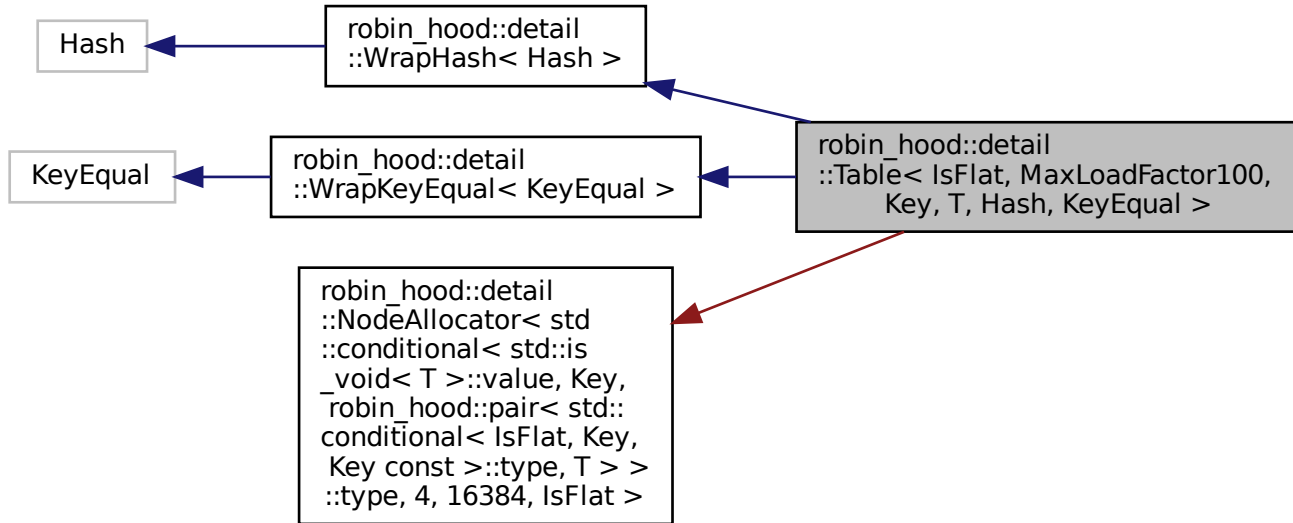 Hash
robin_hood::detail
::WrapHash< Hash >
KeyEqual
robin_hood::detail
::WrapKeyEqual< KeyEqual >
robin_hood::detail
::Table< IsFlat, MaxLoadFactor100,
Key, T, Hash, KeyEqual >
robin_hood::detail
::NodeAllocator< std
::conditional< std::is
_void< T >::value, Key,
robin_hood::pair< std::
conditional< IsFlat, Key,
Key const >::type, T > >
::type, 4, 16384, IsFlat >